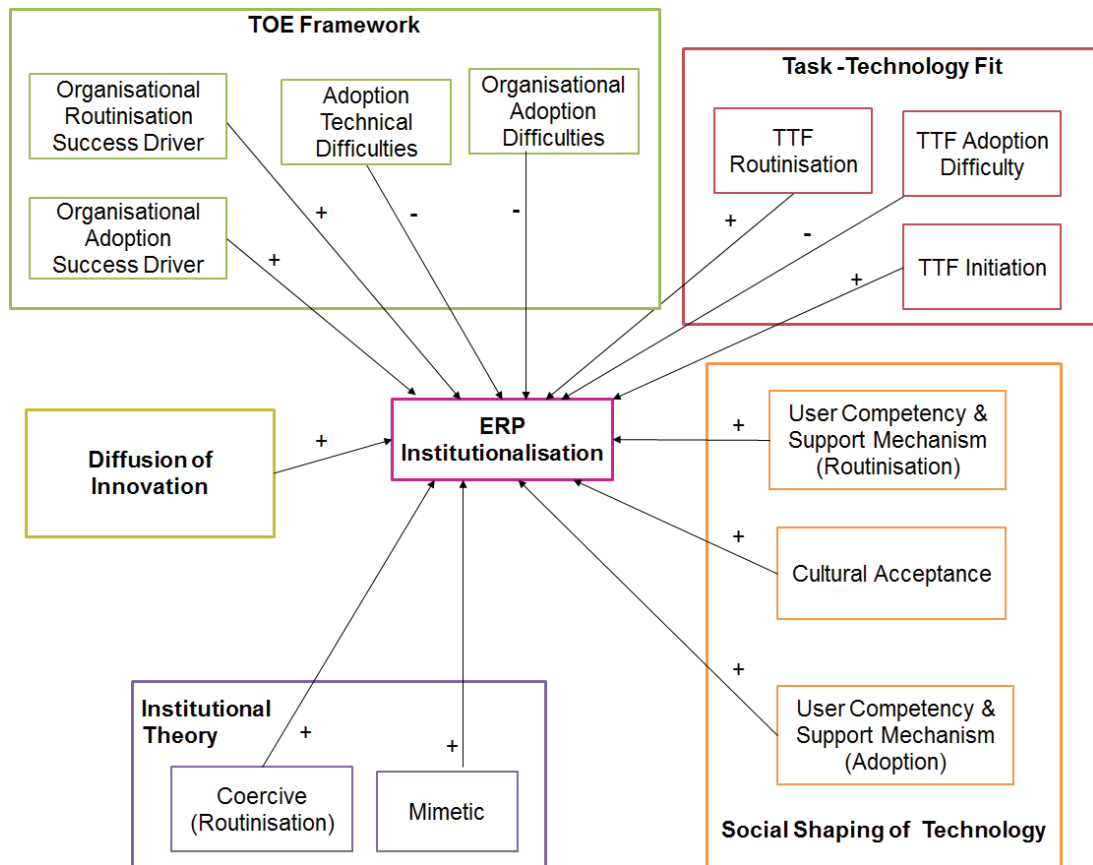 TOE Framework
Organisational
Routinisation
Success Driver
Adoption
Technical
Difficulties
Organisational
Adoption
Difficulties
Organisational
Adoption
Success Driver
+
-
-
+
Task -Technology Fit
TTF
Routinisation
TTF Adoption
Difficulty
TTF Initiation
+
-
+
Diffusion of
Innovation
+
ERP
Institutionalisation
User Competency &
Support Mechanism
(Routinisation)
+
Cultural Acceptance
+
User Competency &
Support Mechanism
(Adoption)
+
Social Shaping of Technology
Institutional
Theory
+
+
Coercive
(Routinisation)
Mimetic